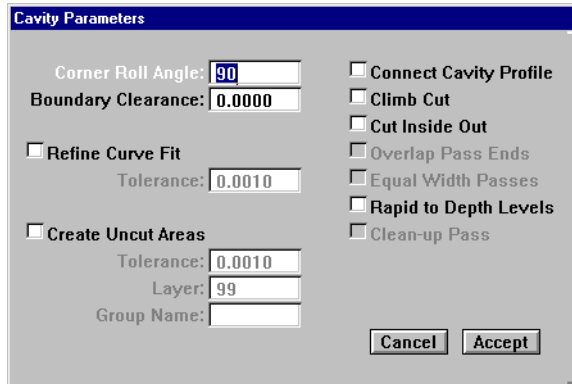 Cavity Parameters
Corner Roll Angle: 90
Boundary Clearance: 0.0000
Refine Curve Fit
Tolerance: 0.0010
Create Uncut Areas
Tolerance: 0.0010
Layer: 99
Group Name:
Connect Cavity Profile
Climb Cut
Cut Inside Out
Overlap Pass Ends
Equal Width Passes
Rapid to Depth Levels
Clean-up Pass
Cancel Accept